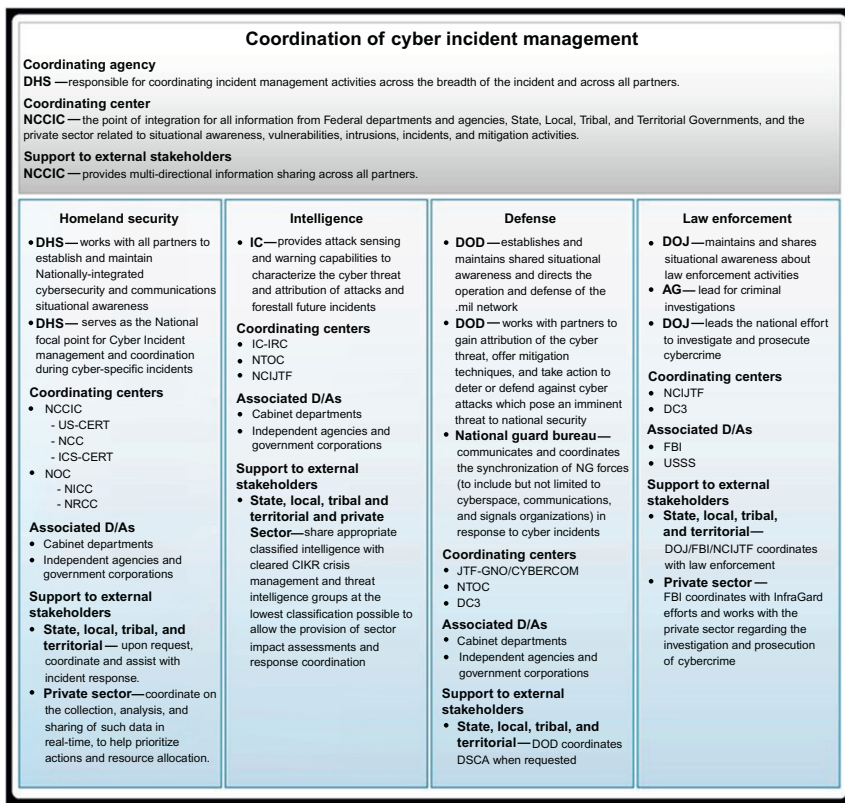 Coordination of cyber incident management
Coordinating agency
DHS —responsible for coordinating incident management activities across the breadth of the incident and across all partners.
Coordinating center
NCCIC — the point of integration for all information from Federal departments and agencies, State, Local, Tribal, and Territorial Governments, and the
private sector related to situational awareness, vulnerabilities, intrusions, incidents, and mitigation activities.
Support to external stakeholders
NCCIC —provides multi-directional information sharing across all partners.
Homeland security
• DHS— works with all partners to
establish and maintain
Nationally-integrated
cybersecurity and communications
situational awareness
• DHS— serves as the National
focal point for Cyber Incident
management and coordination
during cyber-specific incidents
Coordinating centers
• NCCIC
- US-CERT
- NCC
- ICS-CERT
• NOC
- NICC
- NRCC
Associated D/As
• Cabinet departments
• Independent agencies and
government corporations
Support to external
stakeholders
• State, local, tribal, and
territorial— upon request,
coordinate and assist with
incident response.
• Private sector—coordinate on
the collection, analysis, and
sharing of such data in
real-time, to help prioritize
actions and resource allocation.
Intelligence
• IC—provides attack sensing
and warning capabilities to
characterize the cyber threat
and attribution of attacks and
forestall future incidents
Coordinating centers
• IC-IRC
• NTOC
• NCIJTF
Associated D/As
• Cabinet departments
• Independent agencies and
government corporations
Support to external
stakeholders
• State, local, tribal and
territorial and private
Sector—share appropriate
classified intelligence with
cleared CIKR crisis
management and threat
intelligence groups at the
lowest classification possible to
allow the provision of sector
impact assessments and
response coordination
Defense
• DOD—establishes and
maintains shared situational
awareness and directs the
operation and defense of the
.mil network
• DOD — works with partners to
gain attribution of the cyber
threat, offer mitigation
techniques, and take action to
deter or defend against cyber
attacks which pose an imminent
threat to national security
• National guard bureau—
communicates and coordinates
the synchronization of NG forces
(to include but not limited to
cyberspace, communications,
and signals organizations) in
response to cyber incidents
Coordinating centers
• JTF-GNO/CYBERCOM
• NTOC
• DC3
Associated D/As
• Cabinet departments
• Independent agencies and
government corporations
Support to external
stakeholders
• State, local, tribal, and
territorial—DOD coordinates
DSCA when requested
Law enforcement
• DOJ—maintains and shares
situational awareness about
law enforcement activities
• AG— lead for criminal
investigations
• DOJ—leads the national effort
to investigate and prosecute
cybercrime
Coordinating centers
• NCIJTF
• DC3
Associated D/As
• FBI
• USSS
Support to external
stakeholders
• State, local, tribal,
and territorial—
DOJ/FBI/NCIJTF coordinates
with law enforcement
• Private sector —
FBI coordinates with InfraGard
efforts and works with the
private sector regarding the
investigation and prosecution
of cybercrime